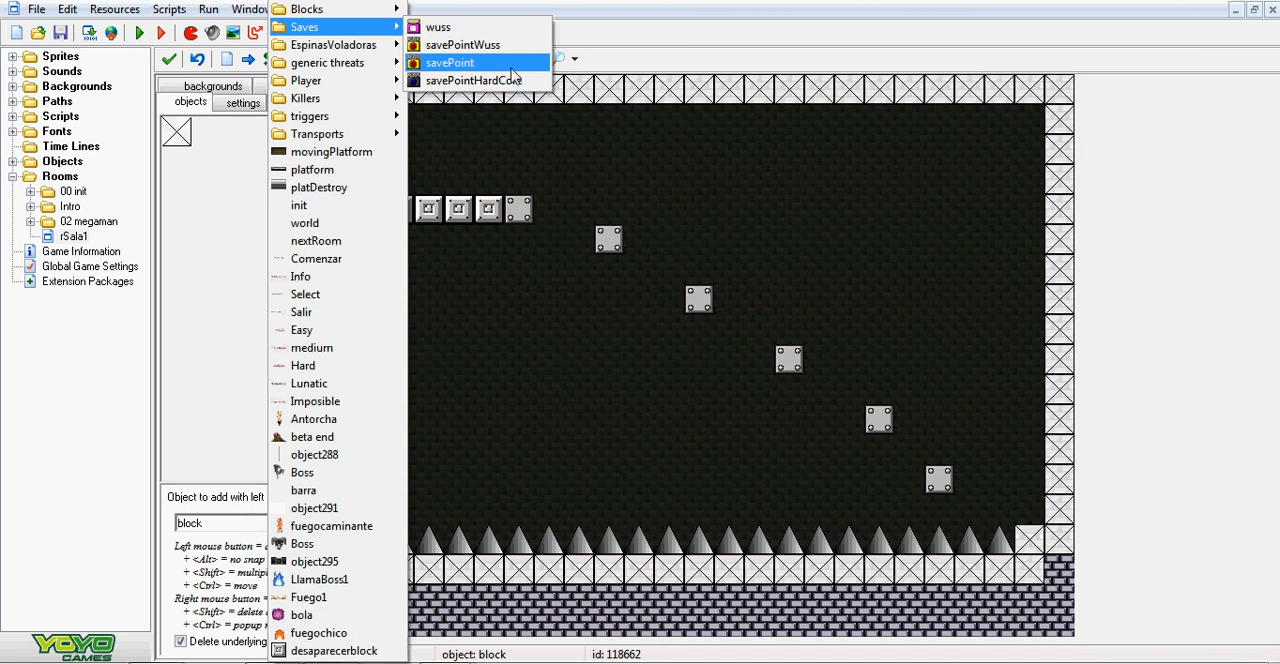 File Edit Resources Scripts Run Window
Blocks
Saves
EspinasVoladoras
generic threats
Player
Killers
triggers
Transports
movingPlatform
platform
platDestroy
init
world
nextRoom
Comenzar
Info
Select
Salir
Easy
medium
Hard
Lunatic
Imposible
Antorcha
beta end
object288
Boss
barra
object291
fuegocaminante
Boss
object295
LlamaBoss1
Fuego1
bola
fuegochico
desaparecerblock
wuss
savePointWuss
savePoint
savePointHardCore
Sprites
Sounds
Backgrounds
Paths
Scripts
Fonts
Time Lines
Objects
Rooms
00 init
Intro
02 megaman
rSala1
Game Information
Global Game Settings
Extension Packages
YOYO
GAMES
backgrounds
objects settings
Object to add with left
block
Left mouse button =
+ <Alt> = no snap
+ <Shift> = multip
+ <Ctrl> = move
Right mouse button
+ <Shift> = delete
+ <Ctrl> = popup
Delete underlying
object: block id: 118662